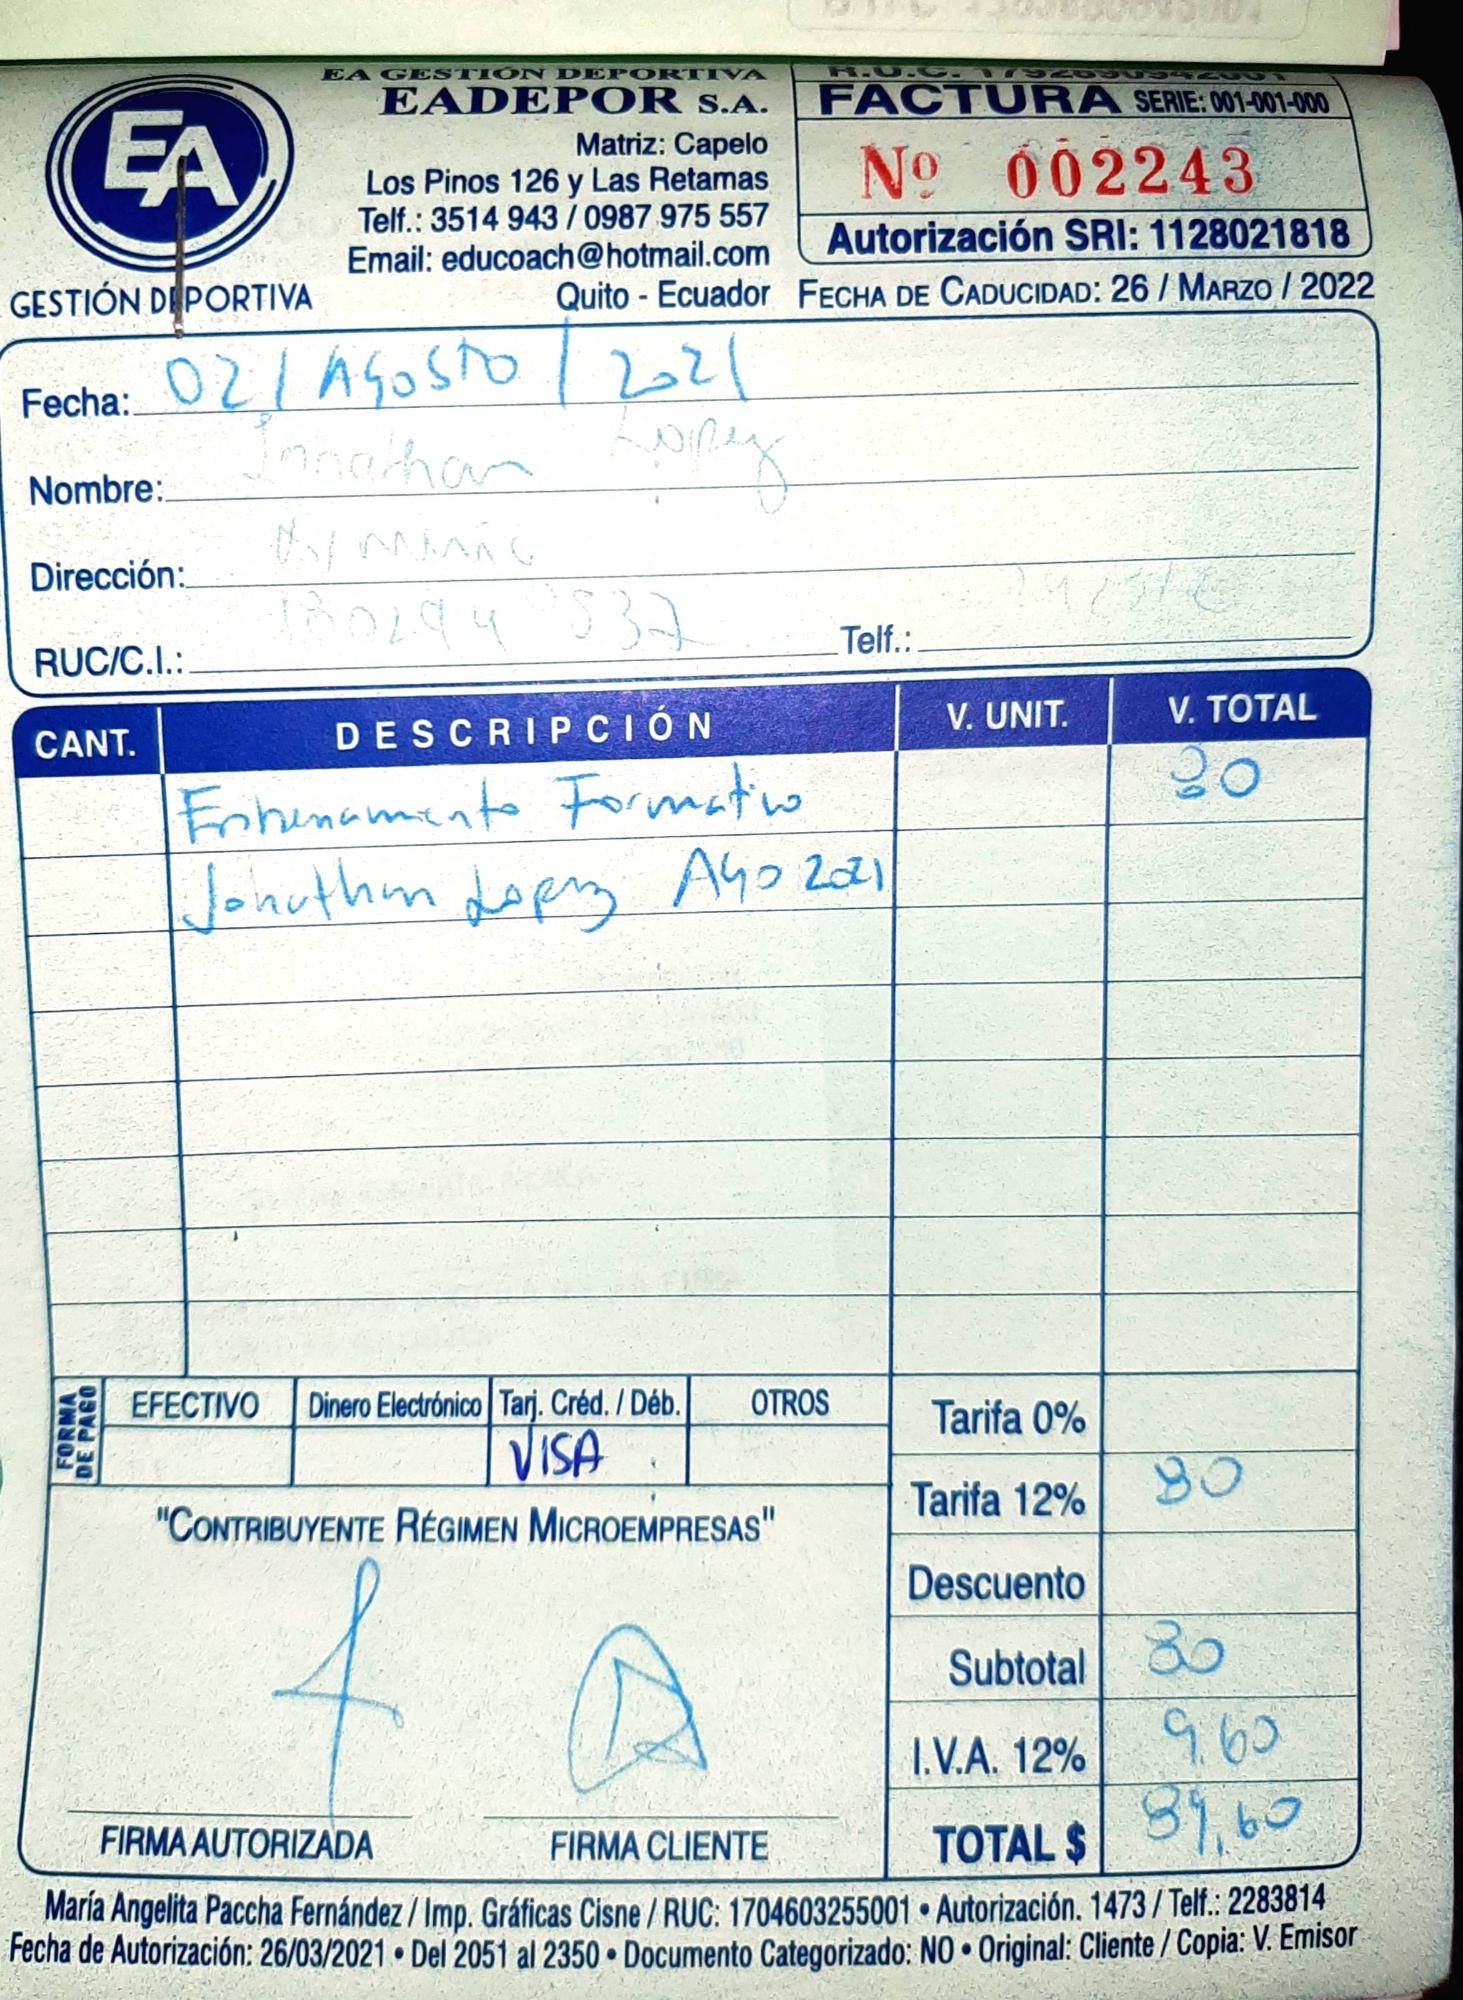 EA
GESTIÓN DEPORTIVA
EA GESTIÓN DEPORTIVA
EADEPOR S.A.
Matriz: Capelo
Los Pinos 126 y Las Retamas
Telf.: 3514 943 / 0987 975 557
Email: educoach@hotmail.com
Quito - Ecuador
R.U.C. 1792690942001
FACTURA SERIE: 001-001-000
Nº 002243
Autorización SRI: 1128021818
FECHA DE CADUCIDAD: 26 / MARZO / 2022
Fecha: 02 / AGOSTO / 2021
Nombre: Jonathan Lopez
Dirección:
RUC/C.I.: Telf.:
CANT. DESCRIPCIÓN V. UNIT. V. TOTAL
Entrenamiento Formativo 80
Jonathan Lopez AGO 2021
FORMA DE PAGO
EFECTIVO Dinero Electrónico Tarj. Créd. / Déb. OTROS
VISA
Tarifa 0%
Tarifa 12% 80
Descuento
Subtotal 80
I.V.A. 12% 9.60
TOTAL $ 89,60
"CONTRIBUYENTE RÉGIMEN MICROEMPRESAS"
FIRMA AUTORIZADA FIRMA CLIENTE
María Angelita Paccha Fernández / Imp. Gráficas Cisne / RUC: 1704603255001 • Autorización. 1473 / Telf.: 2283814
Fecha de Autorización: 26/03/2021 • Del 2051 al 2350 • Documento Categorizado: NO • Original: Cliente / Copia: V. Emisor